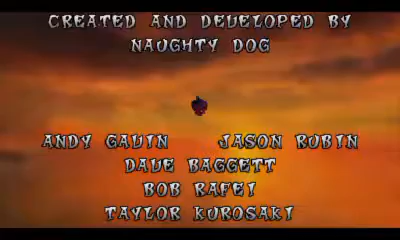 CREATED AND DEVELOPED BY
NAUGHTY DOG
ANDY GAVIN JASON RUBIN
DAVE BAGGETT
BOB RAFEI
TAYLOR KUROSAKI